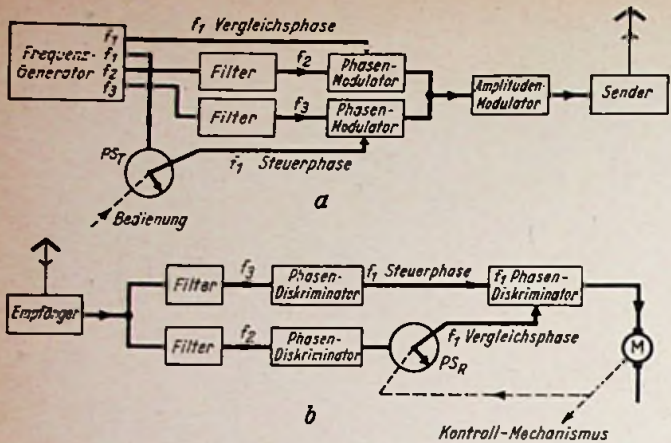 f₁ Vergleichsphase
Frequenz-
Generator
f₁
f₁
f₂
f₃
Filter
f₂
Phasen-
Modulator
Filter
f₃
Phasen-
Modulator
Amplituden-
Modulator
Sender
PS_T
f₁ Steuerphase
Bedienung
a
Empfänger
Filter
f₃
Phasen-
Diskriminator
f₁ Steuerphase
f₁ Phasen-
Diskriminator
Filter
f₂
Phasen-
Diskriminator
f₁ Vergleichsphase
PS_R
M
b
Kontroll-Mechanismus